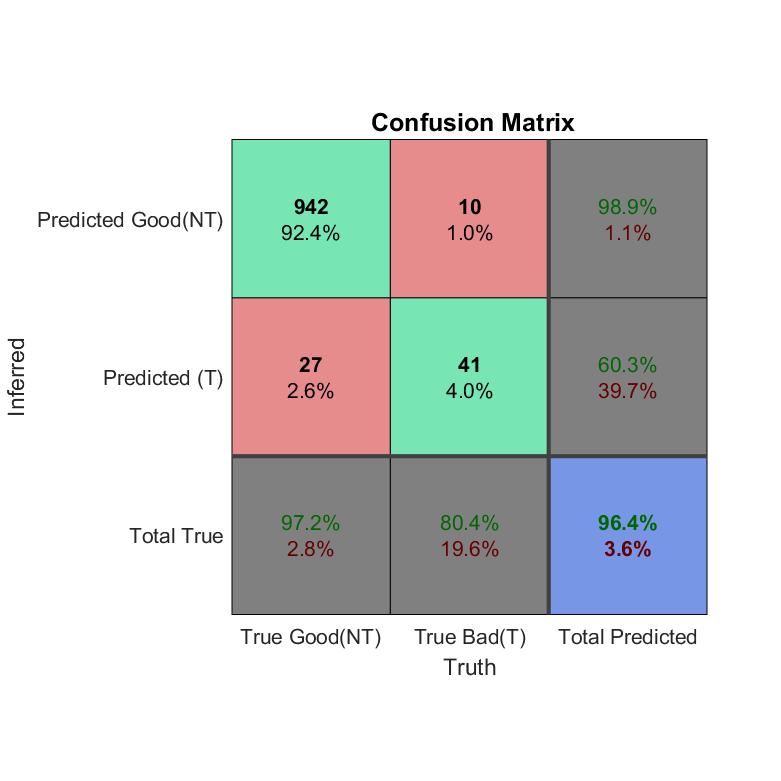 Confusion Matrix
Predicted Good(NT)
942
92.4%
10
1.0%
98.9%
1.1%
Inferred
Predicted (T)
27
2.6%
41
4.0%
60.3%
39.7%
Total True
97.2%
2.8%
80.4%
19.6%
96.4%
3.6%
True Good(NT)
True Bad(T)
Total Predicted
Truth